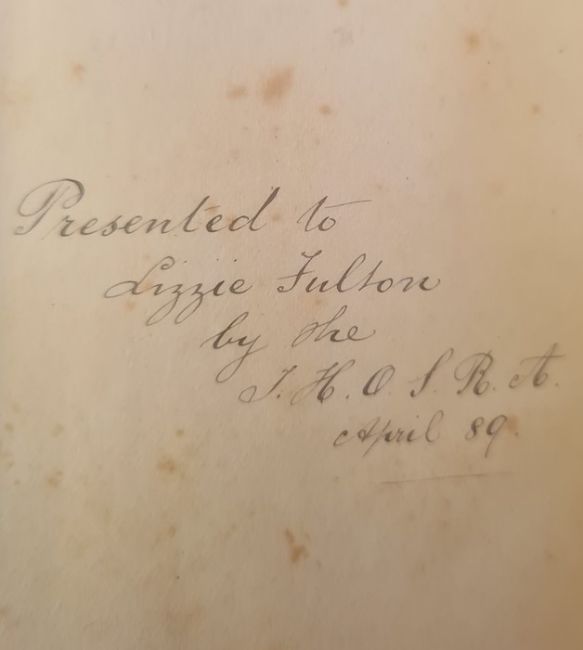 Presented to
Lizzie Fulton
by the
I. H. O. S. R. A.
April 89.